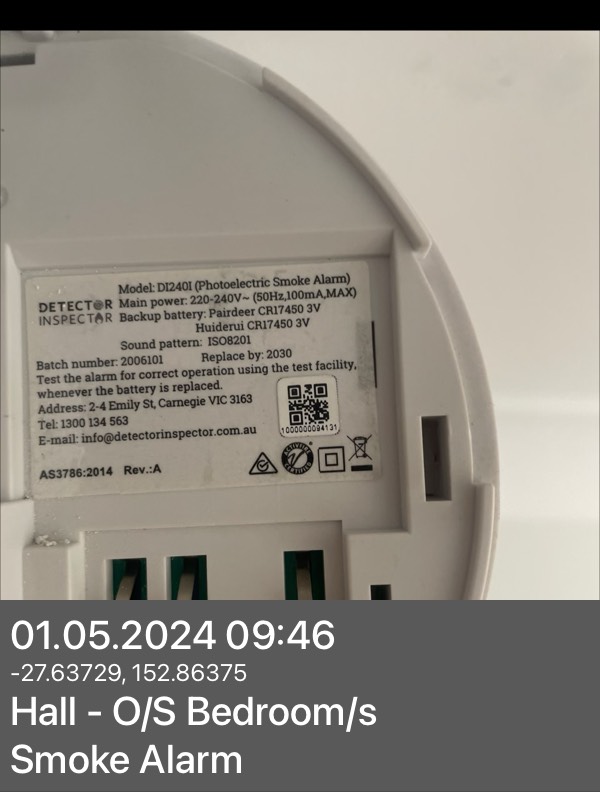 Model: DI240I (Photoelectric Smoke Alarm)
DETECTOR
INSPECTOR
Main power: 220-240V~ (50Hz,100mA,MAX)
Backup battery: Pairdeer CR17450 3V
Huiderui CR17450 3V
Sound pattern: ISO8201
Batch number: 2006101 Replace by: 2030
Test the alarm for correct operation using the test facility,
whenever the battery is replaced.
Address: 2-4 Emily St, Carnegie VIC 3163
Tel: 1300 134 563
E-mail: info@detectorinspector.com.au
1000000094131
AS3786:2014 Rev.:A
01.05.2024 09:46
-27.63729, 152.86375
Hall - O/S Bedroom/s
Smoke Alarm